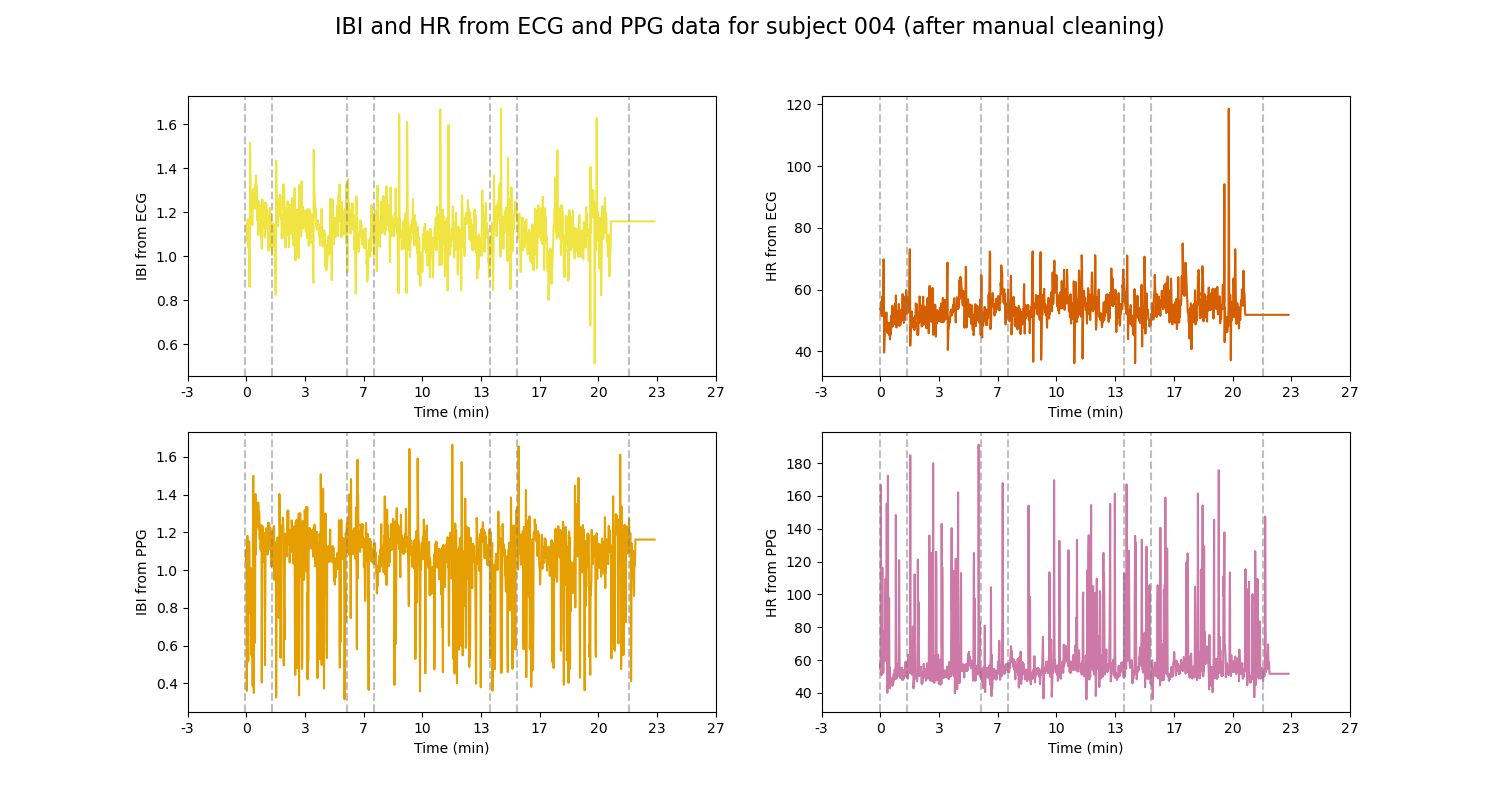 IBI and HR from ECG and PPG data for subject 004 (after manual cleaning)
IBI from ECG
1.6
1.4
1.2
1.0
0.8
0.6
-3 0 3 7 10 13 17 20 23 27
Time (min)
HR from ECG
120
100
80
60
40
-3 0 3 7 10 13 17 20 23 27
Time (min)
IBI from PPG
1.6
1.4
1.2
1.0
0.8
0.6
0.4
-3 0 3 7 10 13 17 20 23 27
Time (min)
HR from PPG
180
160
140
120
100
80
60
40
-3 0 3 7 10 13 17 20 23 27
Time (min)